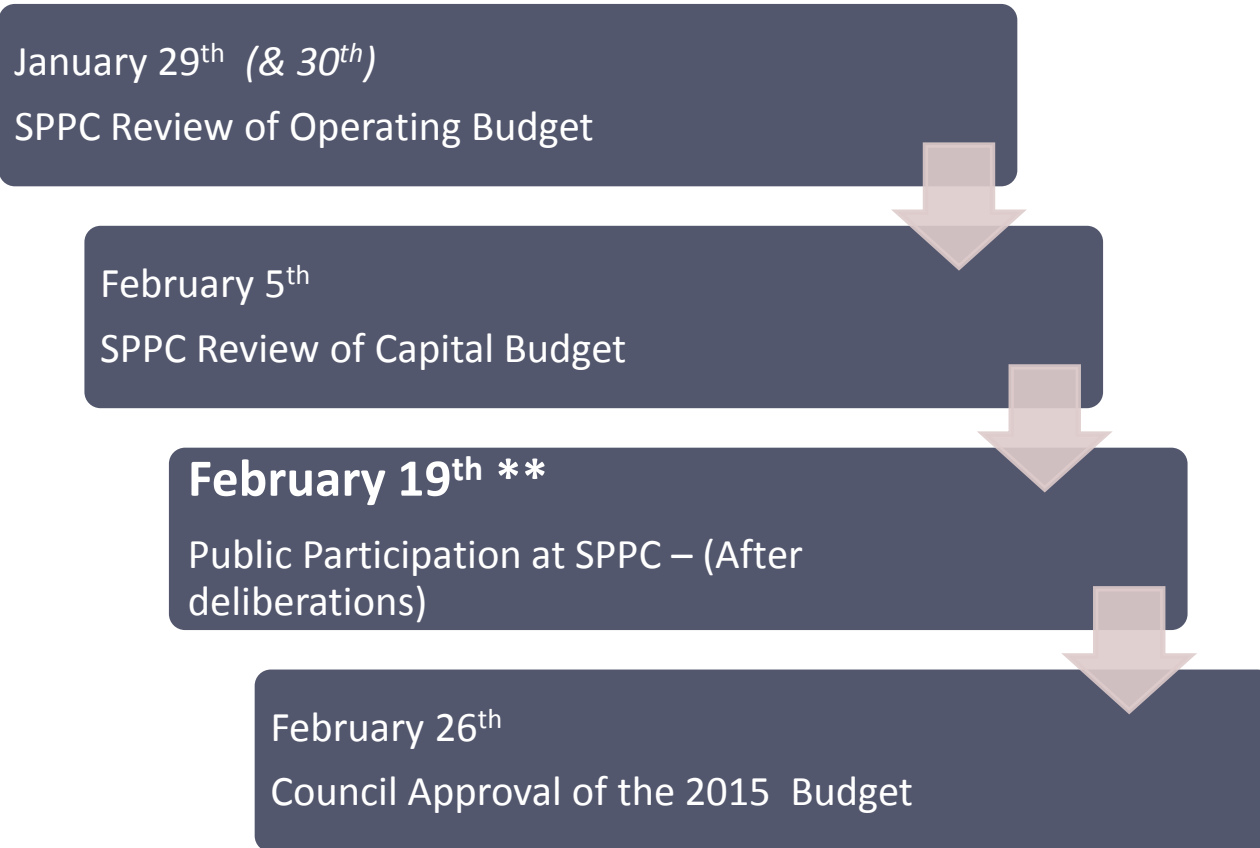 January 29th (& 30th)
SPPC Review of Operating Budget
February 5th
SPPC Review of Capital Budget
February 19th **
Public Participation at SPPC – (After
deliberations)
February 26th
Council Approval of the 2015  Budget